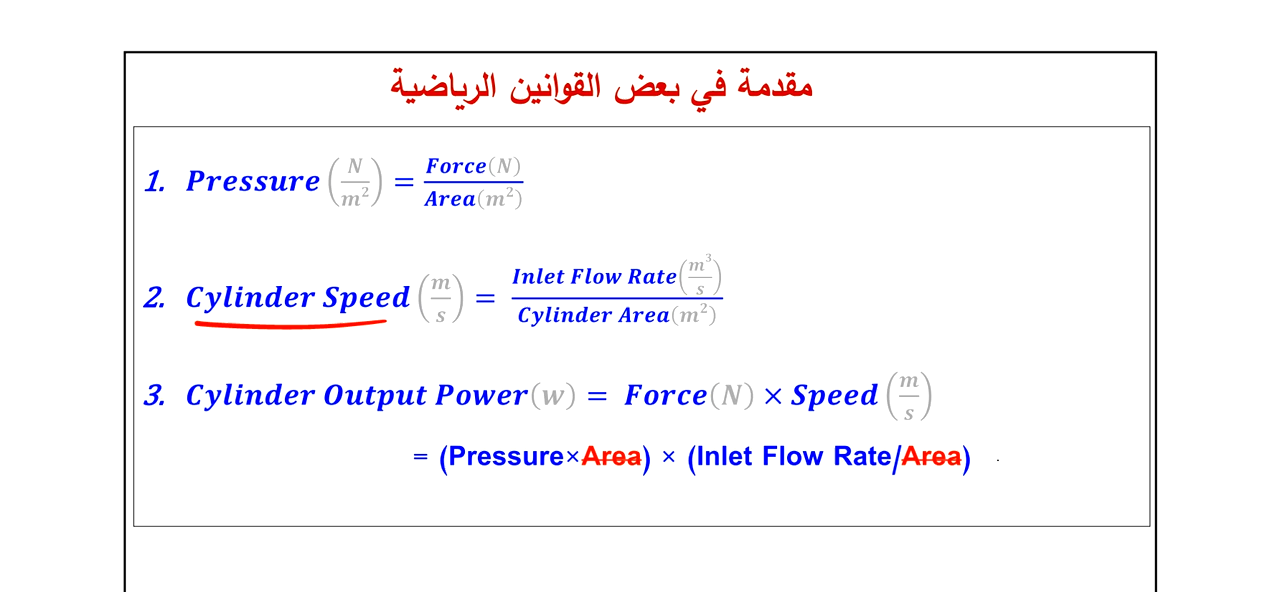 مقدمة في بعض القوانين الرياضية
1. Pressure (N/m²) = Force(N)/Area(m²)
2. Cylinder Speed (m/s) = Inlet Flow Rate(m³/s)/Cylinder Area(m²)
3. Cylinder Output Power(w) = Force(N) × Speed (m/s)
= (Pressure×Area) × (Inlet Flow Rate/Area) .